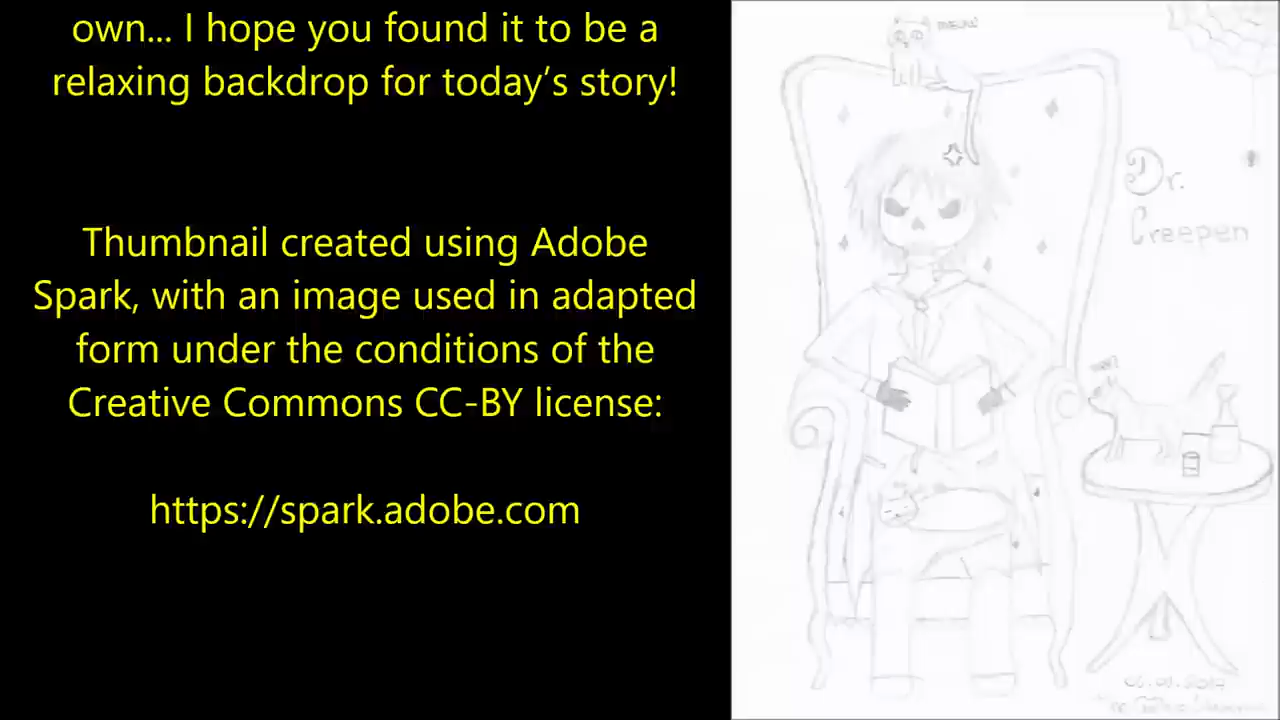 own... I hope you found it to be a
relaxing backdrop for today’s story!
Thumbnail created using Adobe
Spark, with an image used in adapted
form under the conditions of the
Creative Commons CC-BY license:
https://spark.adobe.com
Dr.
Creepen